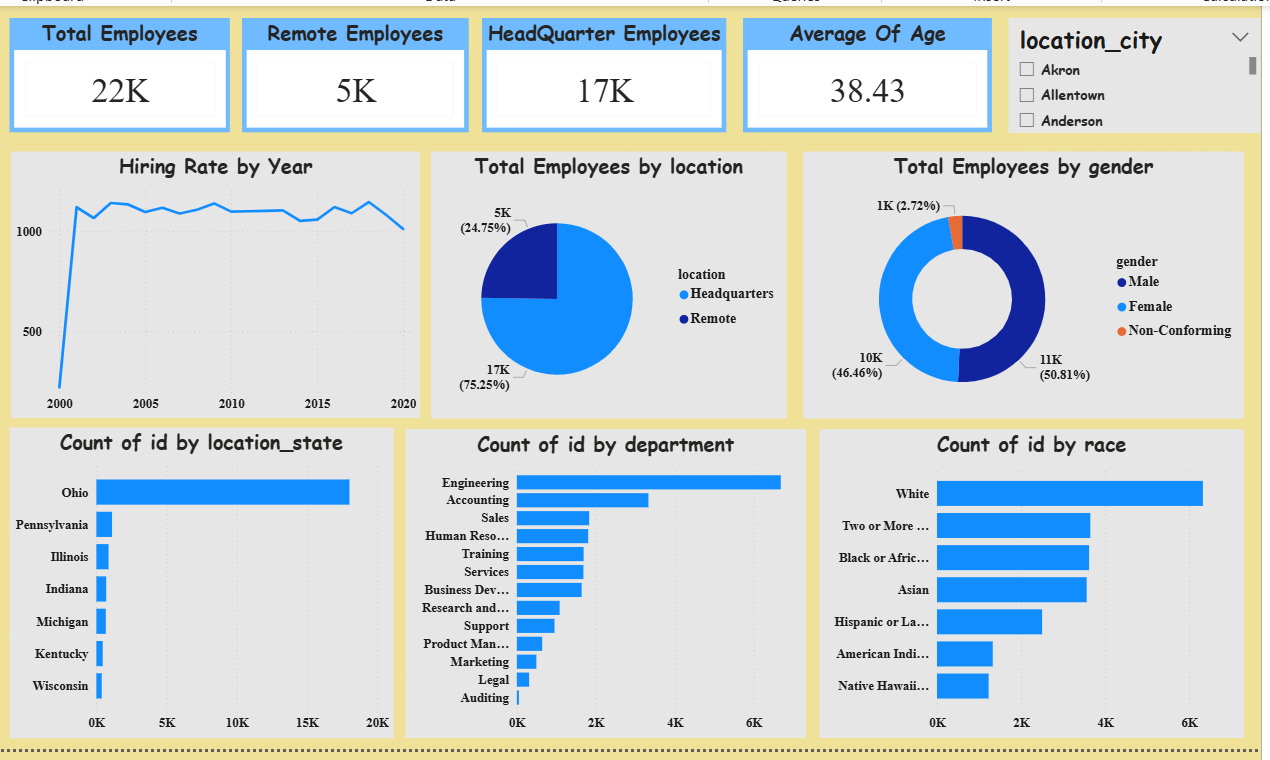 Clipboard
Data
Queries
Insert
Total Employees
22K
Remote Employees
5K
HeadQuarter Employees
17K
Average Of Age
38.43
location_city
Akron
Allentown
Anderson
Hiring Rate by Year
1000
500
2000 2005 2010 2015 2020
Total Employees by location
5K
(24.75%)
17K
(75.25%)
location
Headquarters
Remote
Total Employees by gender
1K (2.72%)
10K
(46.46%)
11K
(50.81%)
gender
Male
Female
Non-Conforming
Count of id by location_state
Ohio
Pennsylvania
Illinois
Indiana
Michigan
Kentucky
Wisconsin
0K 5K 10K 15K 20K
Count of id by department
Engineering
Accounting
Sales
Human Reso...
Training
Services
Business Dev...
Research and...
Support
Product Man...
Marketing
Legal
Auditing
0K 2K 4K 6K
Count of id by race
White
Two or More ...
Black or Afric...
Asian
Hispanic or La...
American Indi...
Native Hawaii...
0K 2K 4K 6K